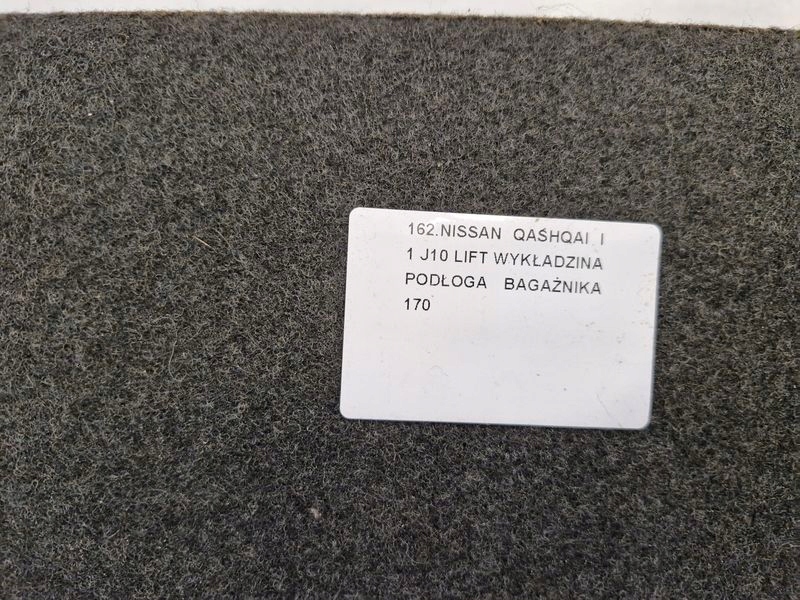 162.NISSAN QASHQAI I
1 J10 LIFT WYKŁADZINA
PODŁOGA BAGAŻNIKA
170